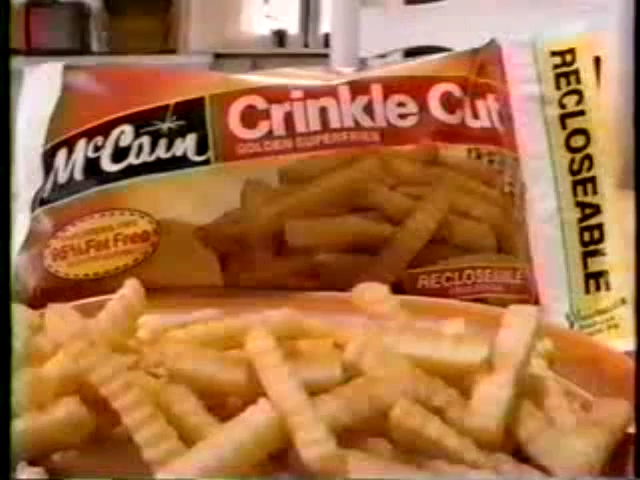 McCain
Crinkle Cut
GOLDEN SUPERFRIES
95% Fat Free
RECLOSEABLE
RECLOSEABLE